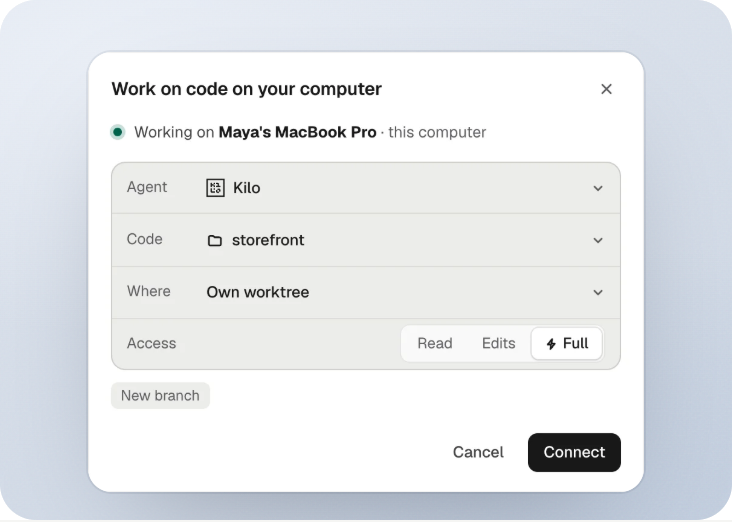 Work on code on your computer
Working on Maya's MacBook Pro · this computer
Agent Kilo
Code storefront
Where Own worktree
Access Read Edits Full
New branch
Cancel Connect